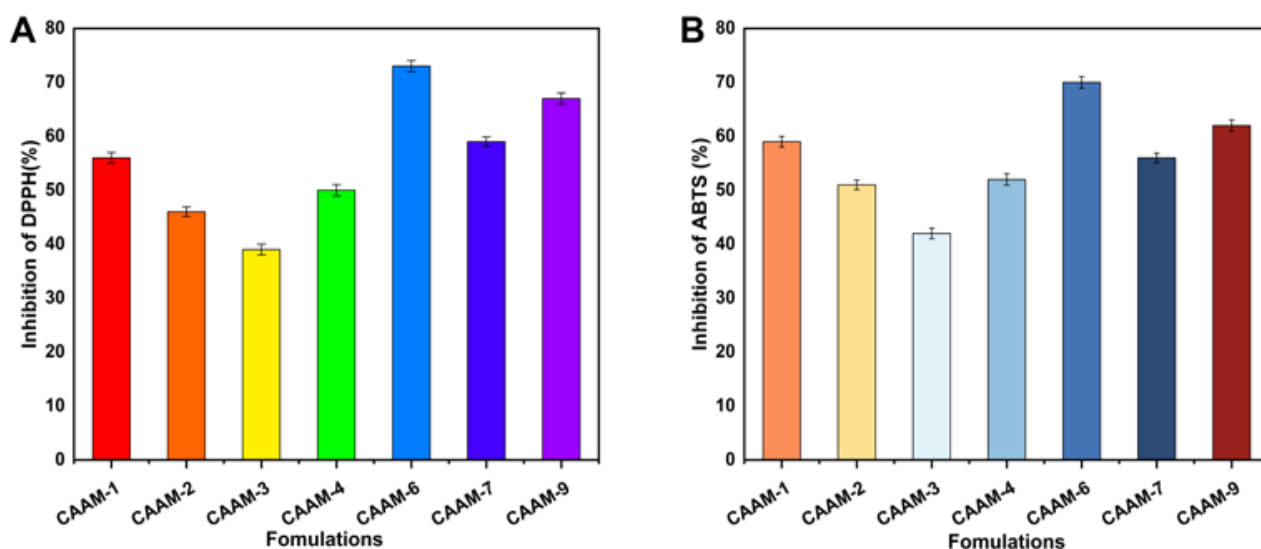 A
Inhibition of DPPH(%)
80
70
60
50
40
30
20
10
0
CAAM-1
CAAM-2
CAAM-3
CAAM-4
CAAM-6
CAAM-7
CAAM-9
Fomulations
B
Inhibition of ABTS (%)
80
70
60
50
40
30
20
10
0
CAAM-1
CAAM-2
CAAM-3
CAAM-4
CAAM-6
CAAM-7
CAAM-9
Fomulations